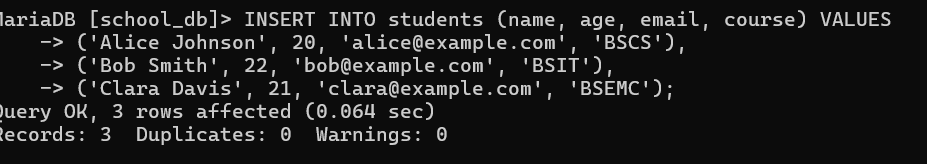 MariaDB [school_db]> INSERT INTO students (name, age, email, course) VALUES
    -> ('Alice Johnson', 20, 'alice@example.com', 'BSCS'),
    -> ('Bob Smith', 22, 'bob@example.com', 'BSIT'),
    -> ('Clara Davis', 21, 'clara@example.com', 'BSEMC');
Query OK, 3 rows affected (0.064 sec)
Records: 3  Duplicates: 0  Warnings: 0